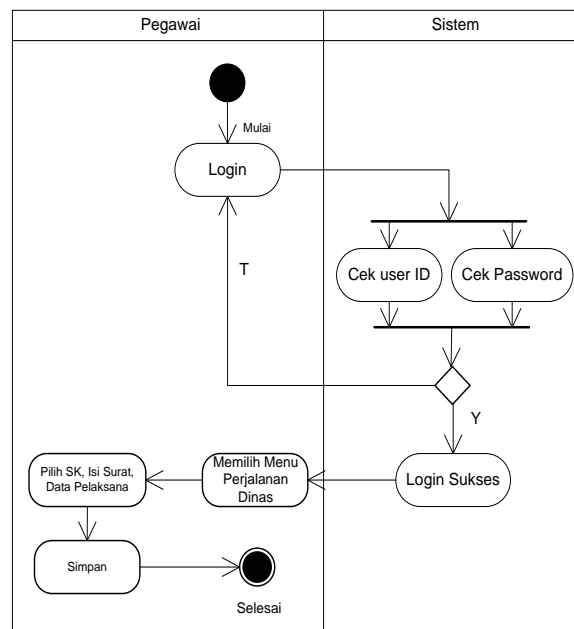 Pegawai
Sistem
Mulai
Login
Cek user ID
Cek Password
T
Y
Login Sukses
Memilih Menu
Perjalanan
Dinas
Pilih SK, Isi Surat,
Data Pelaksana
Simpan
Selesai